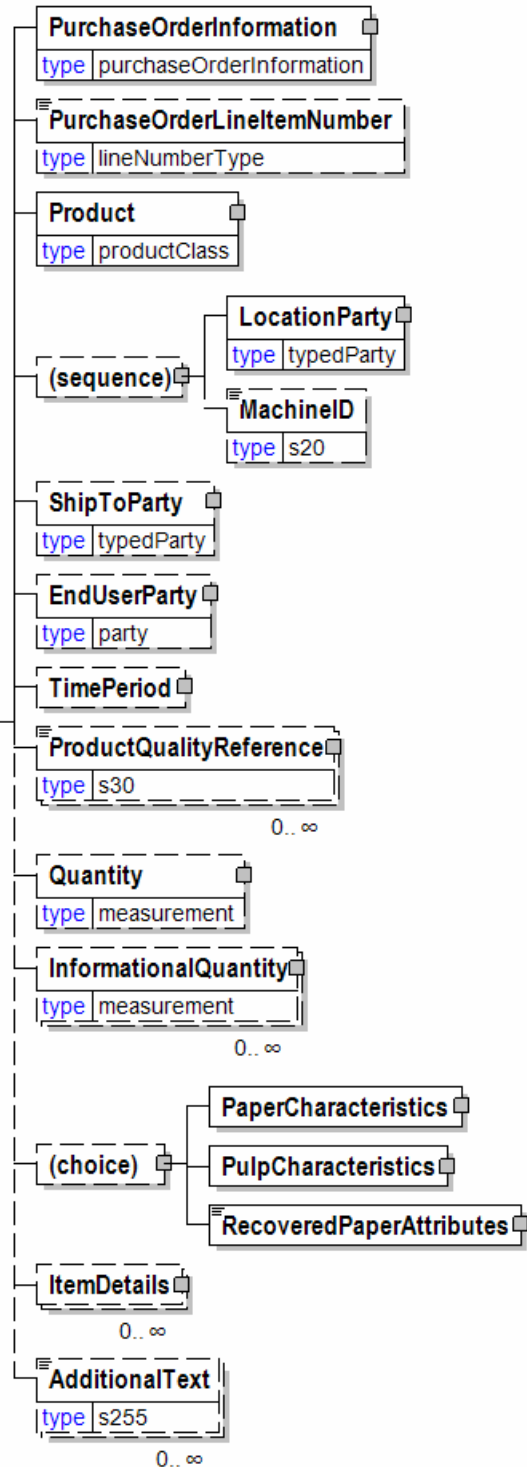 PurchaseOrderInformation
type purchaseOrderInformation
PurchaseOrderLineItemNumber
type lineNumberType
Product
type productClass
LocationParty
type typedParty
(sequence)
MachineID
type s20
ShipToParty
type typedParty
EndUserParty
type party
TimePeriod
ProductQualityReference
type s30
0.. ∞
Quantity
type measurement
InformationalQuantity
type measurement
0.. ∞
PaperCharacteristics
(choice)
PulpCharacteristics
RecoveredPaperAttributes
ItemDetails
0.. ∞
AdditionalText
type s255
0.. ∞